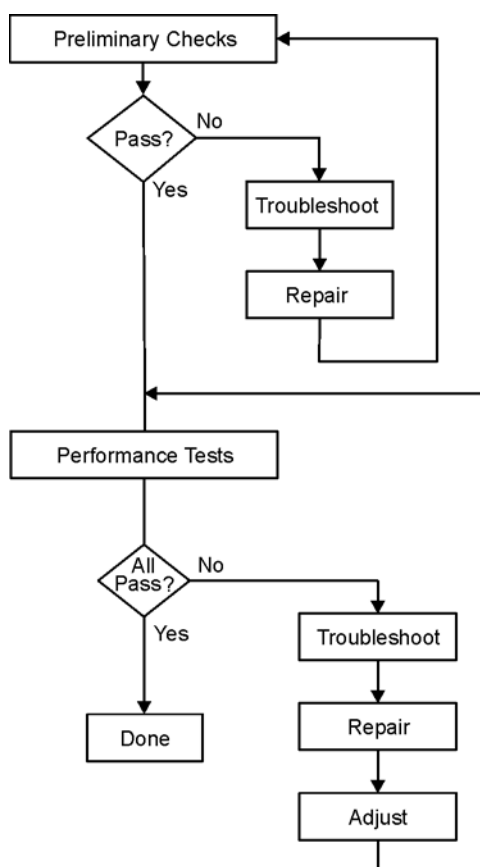 Preliminary Checks
Pass?
No
Yes
Troubleshoot
Repair
Performance Tests
All
Pass?
No
Yes
Troubleshoot
Done
Repair
Adjust